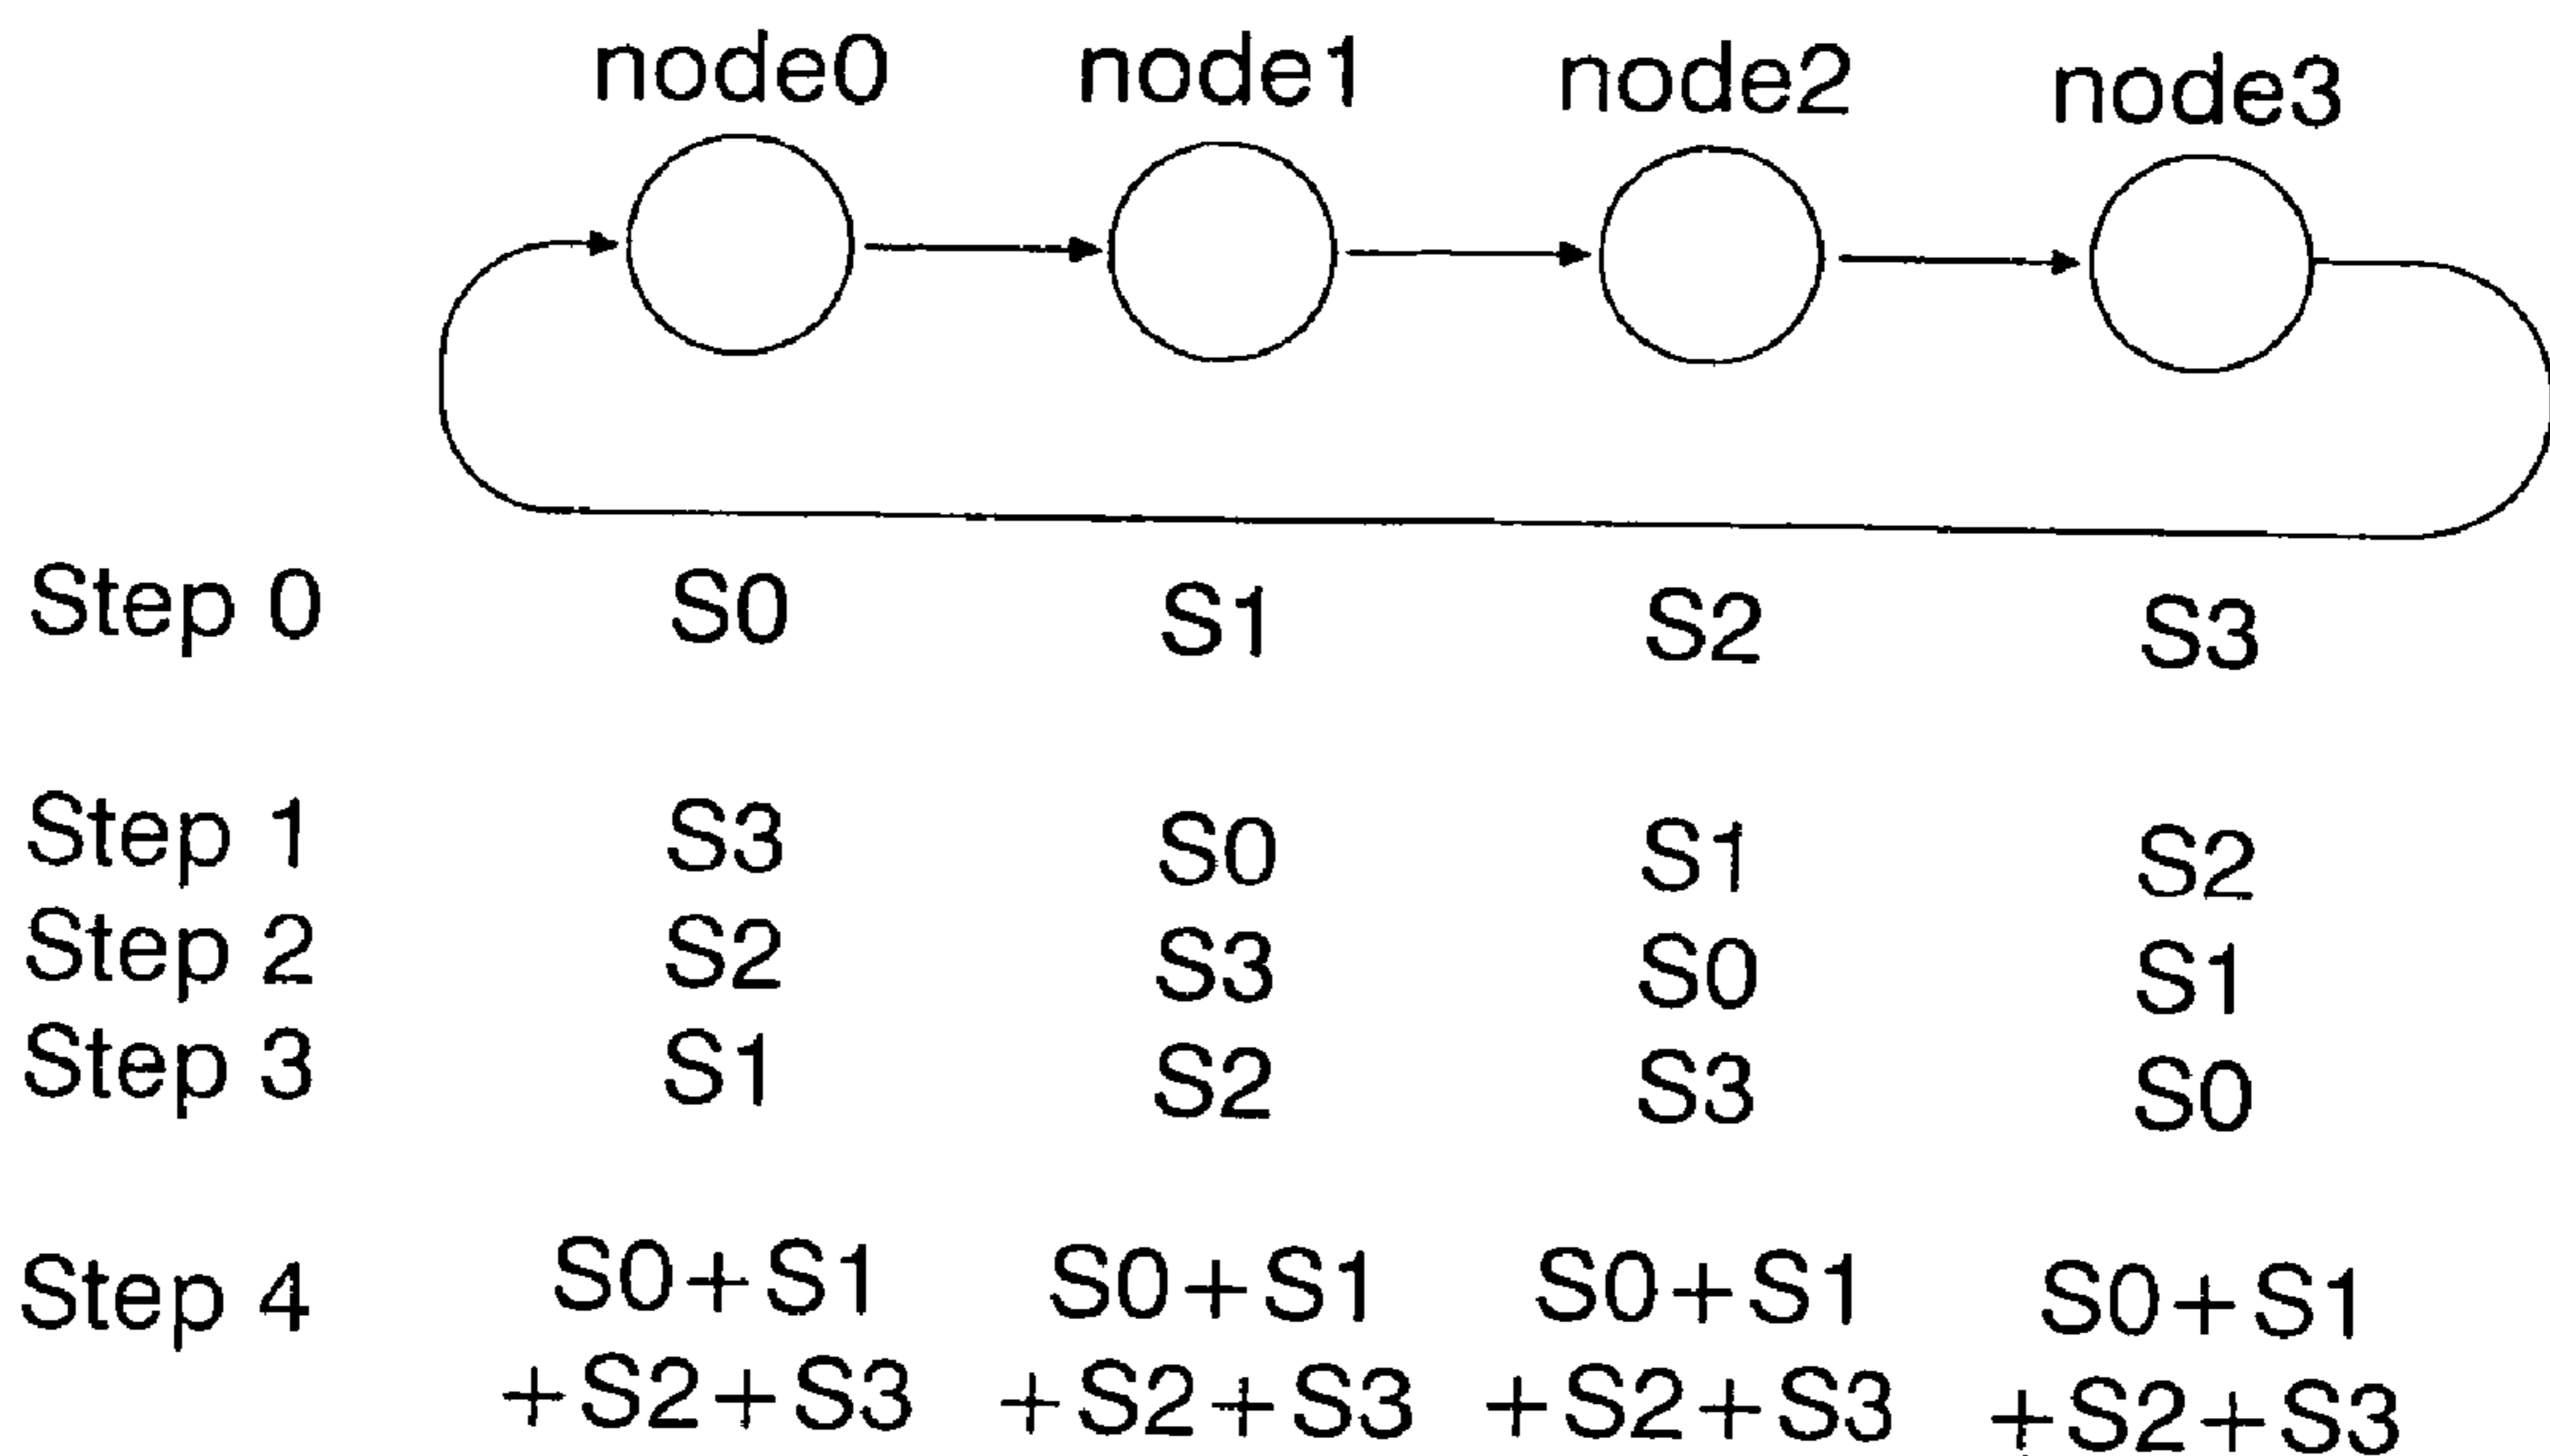 node0 node1 node2 node3
Step 0 S0 S1 S2 S3
Step 1 S3 S0 S1 S2
Step 2 S2 S3 S0 S1
Step 3 S1 S2 S3 S0
Step 4 S0+S1 S0+S1 S0+S1 S0+S1
+S2+S3 +S2+S3 +S2+S3 +S2+S3